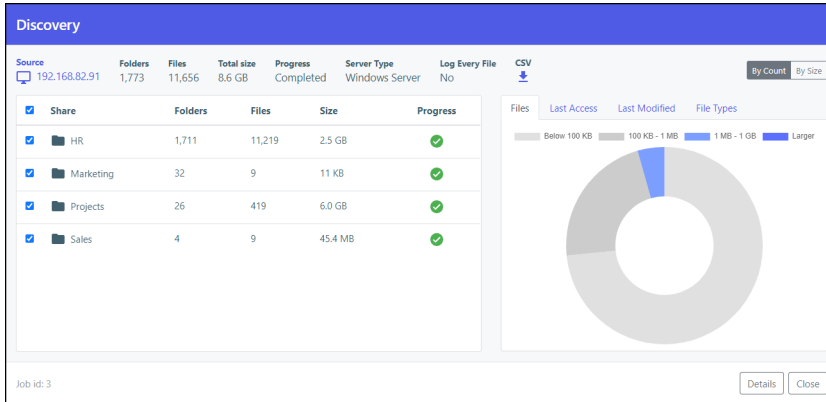 Discovery
Source Folders Files Total size Progress Server Type Log Every File CSV
192.168.82.91 1,773 11,656 8.6 GB Completed Windows Server No
By Count By Size
Share Folders Files Size Progress
HR 1,711 11,219 2.5 GB
Marketing 32 9 11 KB
Projects 26 419 6.0 GB
Sales 4 9 45.4 MB
Files Last Access Last Modified File Types
Below 100 KB 100 KB - 1 MB 1 MB - 1 GB Larger
Job id: 3
Details Close